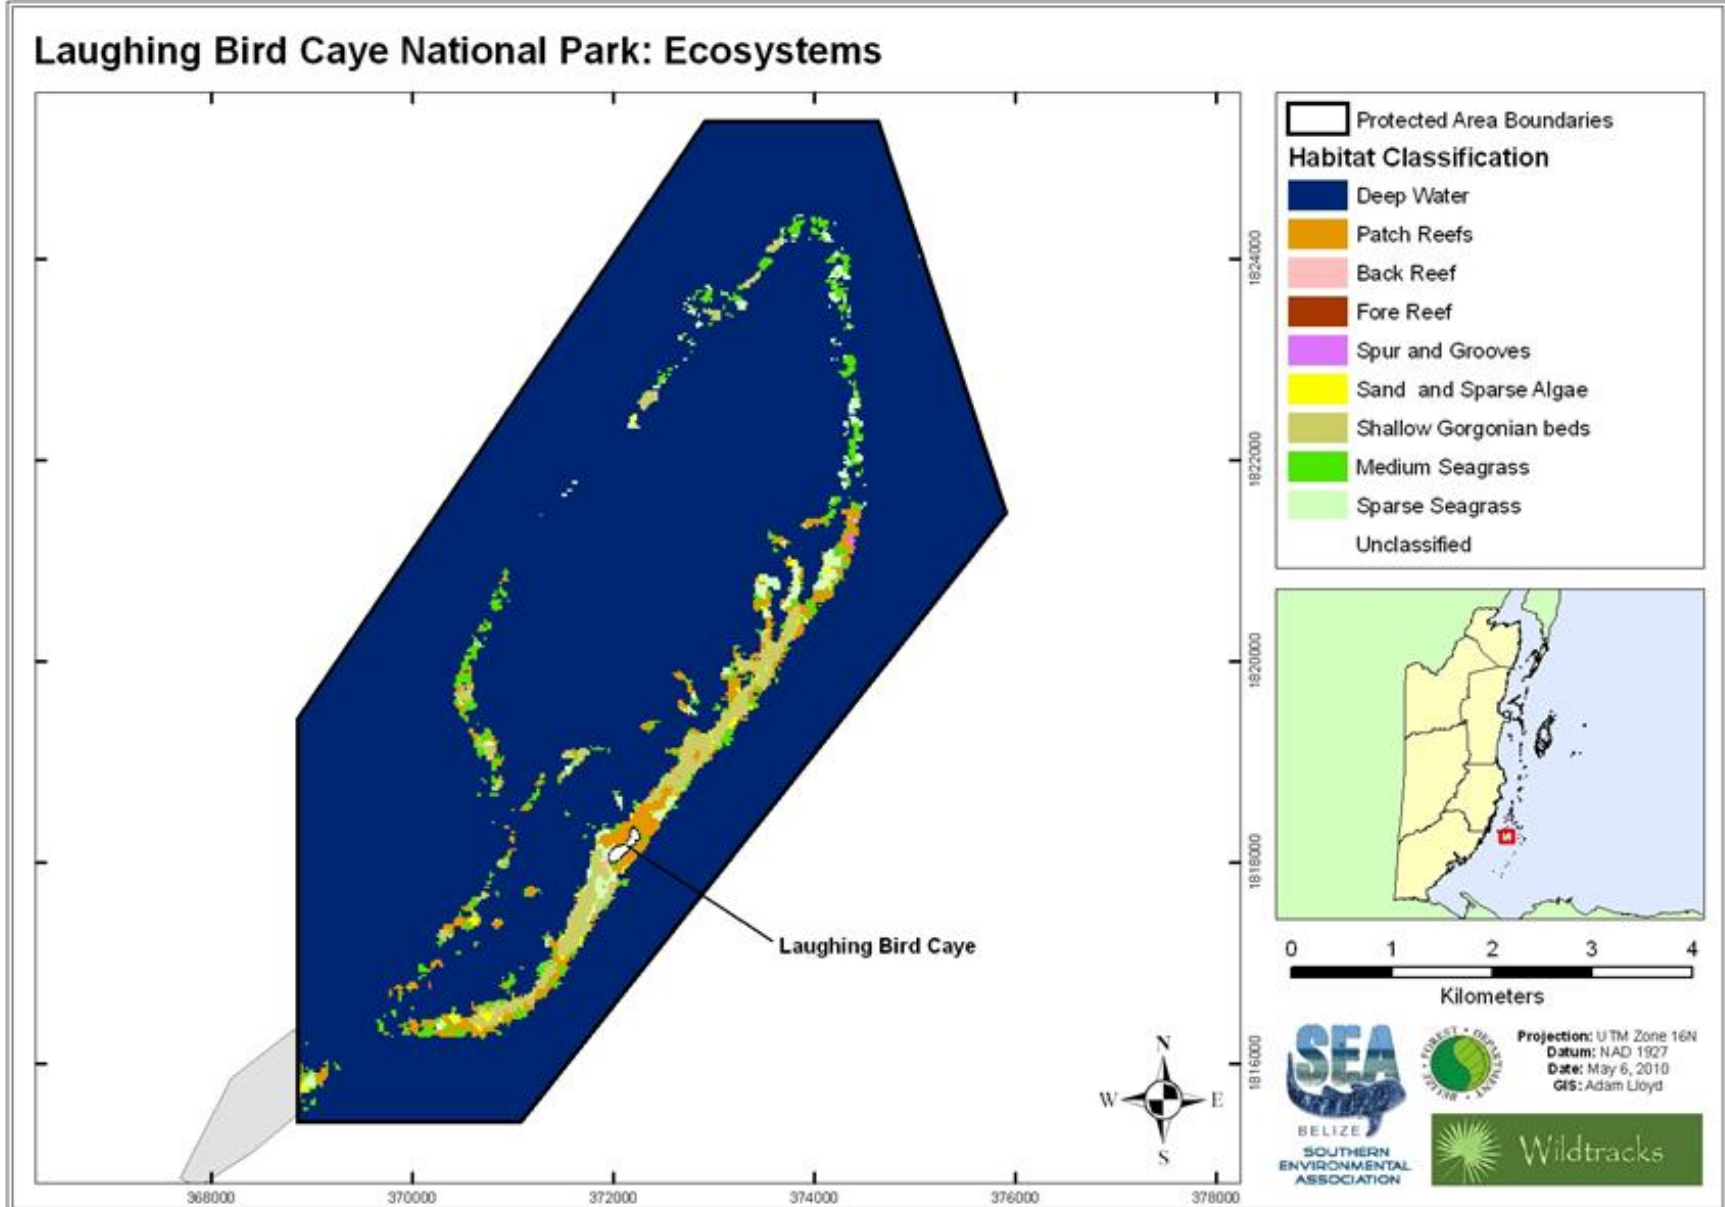 Laughing Bird Caye National Park: Ecosystems
Protected Area Boundaries
Habitat Classification
Deep Water
Patch Reefs
Back Reef
Fore Reef
Spur and Grooves
Sand and Sparse Algae
Shallow Gorgonian beds
Medium Seagrass
Sparse Seagrass
Unclassified
1824000
1822000
1820000
1818000
1816000
Laughing Bird Caye
N
W
E
S
368000
370000
372000
374000
376000
378000
0 1 2 3 4
Kilometers
SEA
BELIZE
SOUTHERN
ENVIRONMENTAL
ASSOCIATION
FOREST • DEPARTMENT • BELIZE •
Projection: UTM Zone 16N
Datum: NAD 1927
Date: May 6, 2010
GIS: Adam Lloyd
Wildtracks